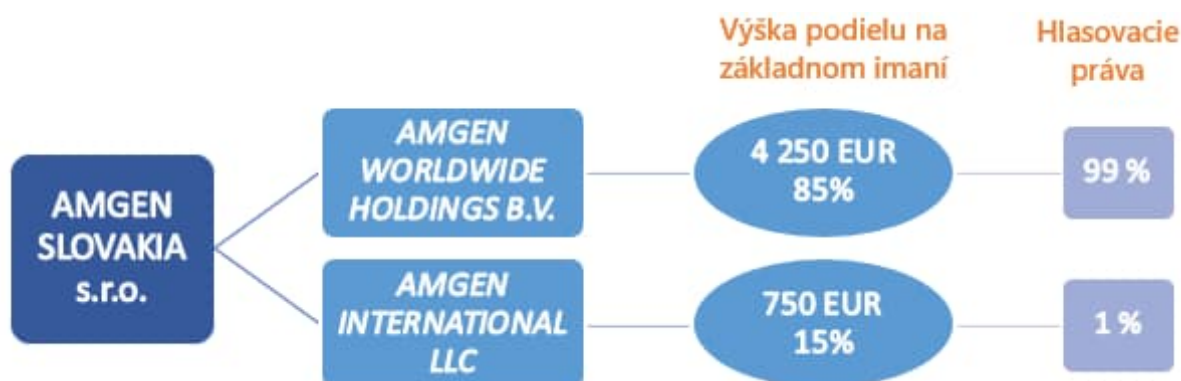 Výška podielu na
základnom imaní
Hlasovacie
práva
AMGEN
SLOVAKIA
s.r.o.
AMGEN
WORLDWIDE
HOLDINGS B.V.
4 250 EUR
85%
99 %
AMGEN
INTERNATIONAL
LLC
750 EUR
15%
1 %